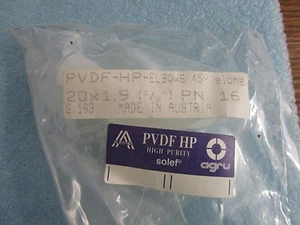 PVDF-HP-ELBOWS 45°
20x1.9 (1/2") PN 16
MADE IN AUSTRIA
PVDF HP
HIGH PURITY
solef®
agru